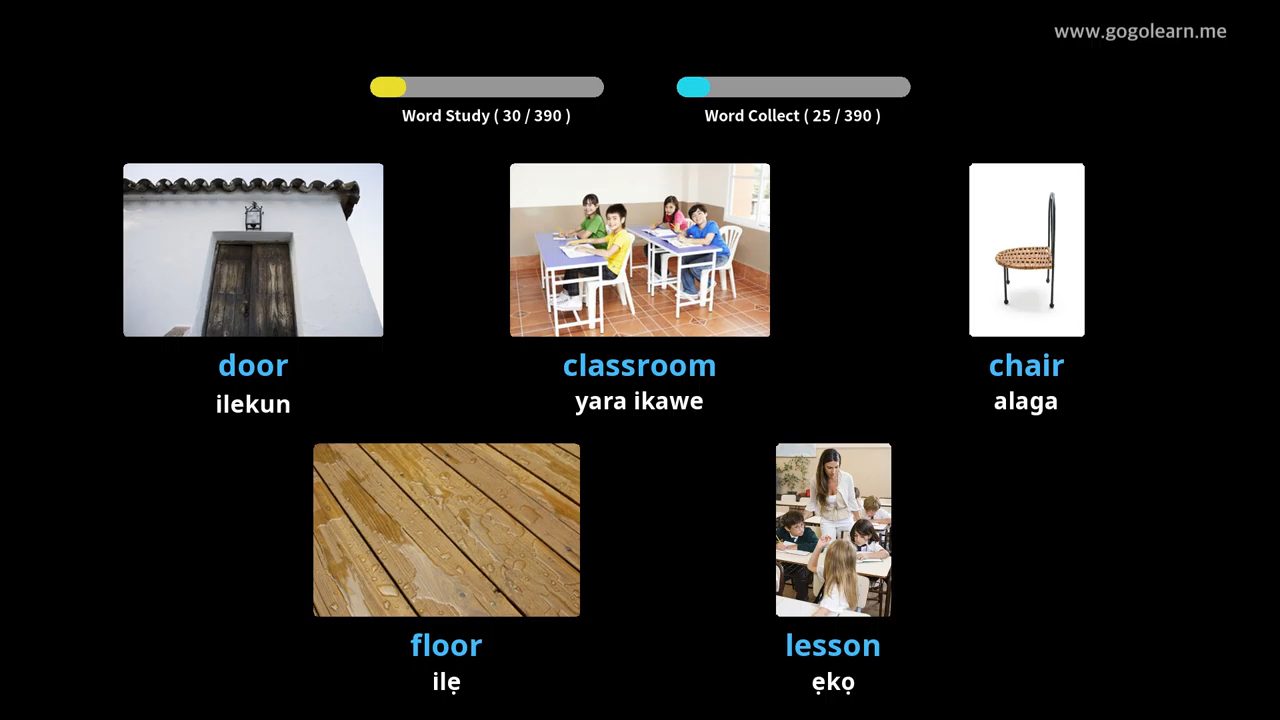 www.gogolearn.me
Word Study ( 30 / 390 )
Word Collect ( 25 / 390 )
door
ilekun
classroom
yara ikawe
chair
alaga
floor
ilẹ
lesson
ẹkọ